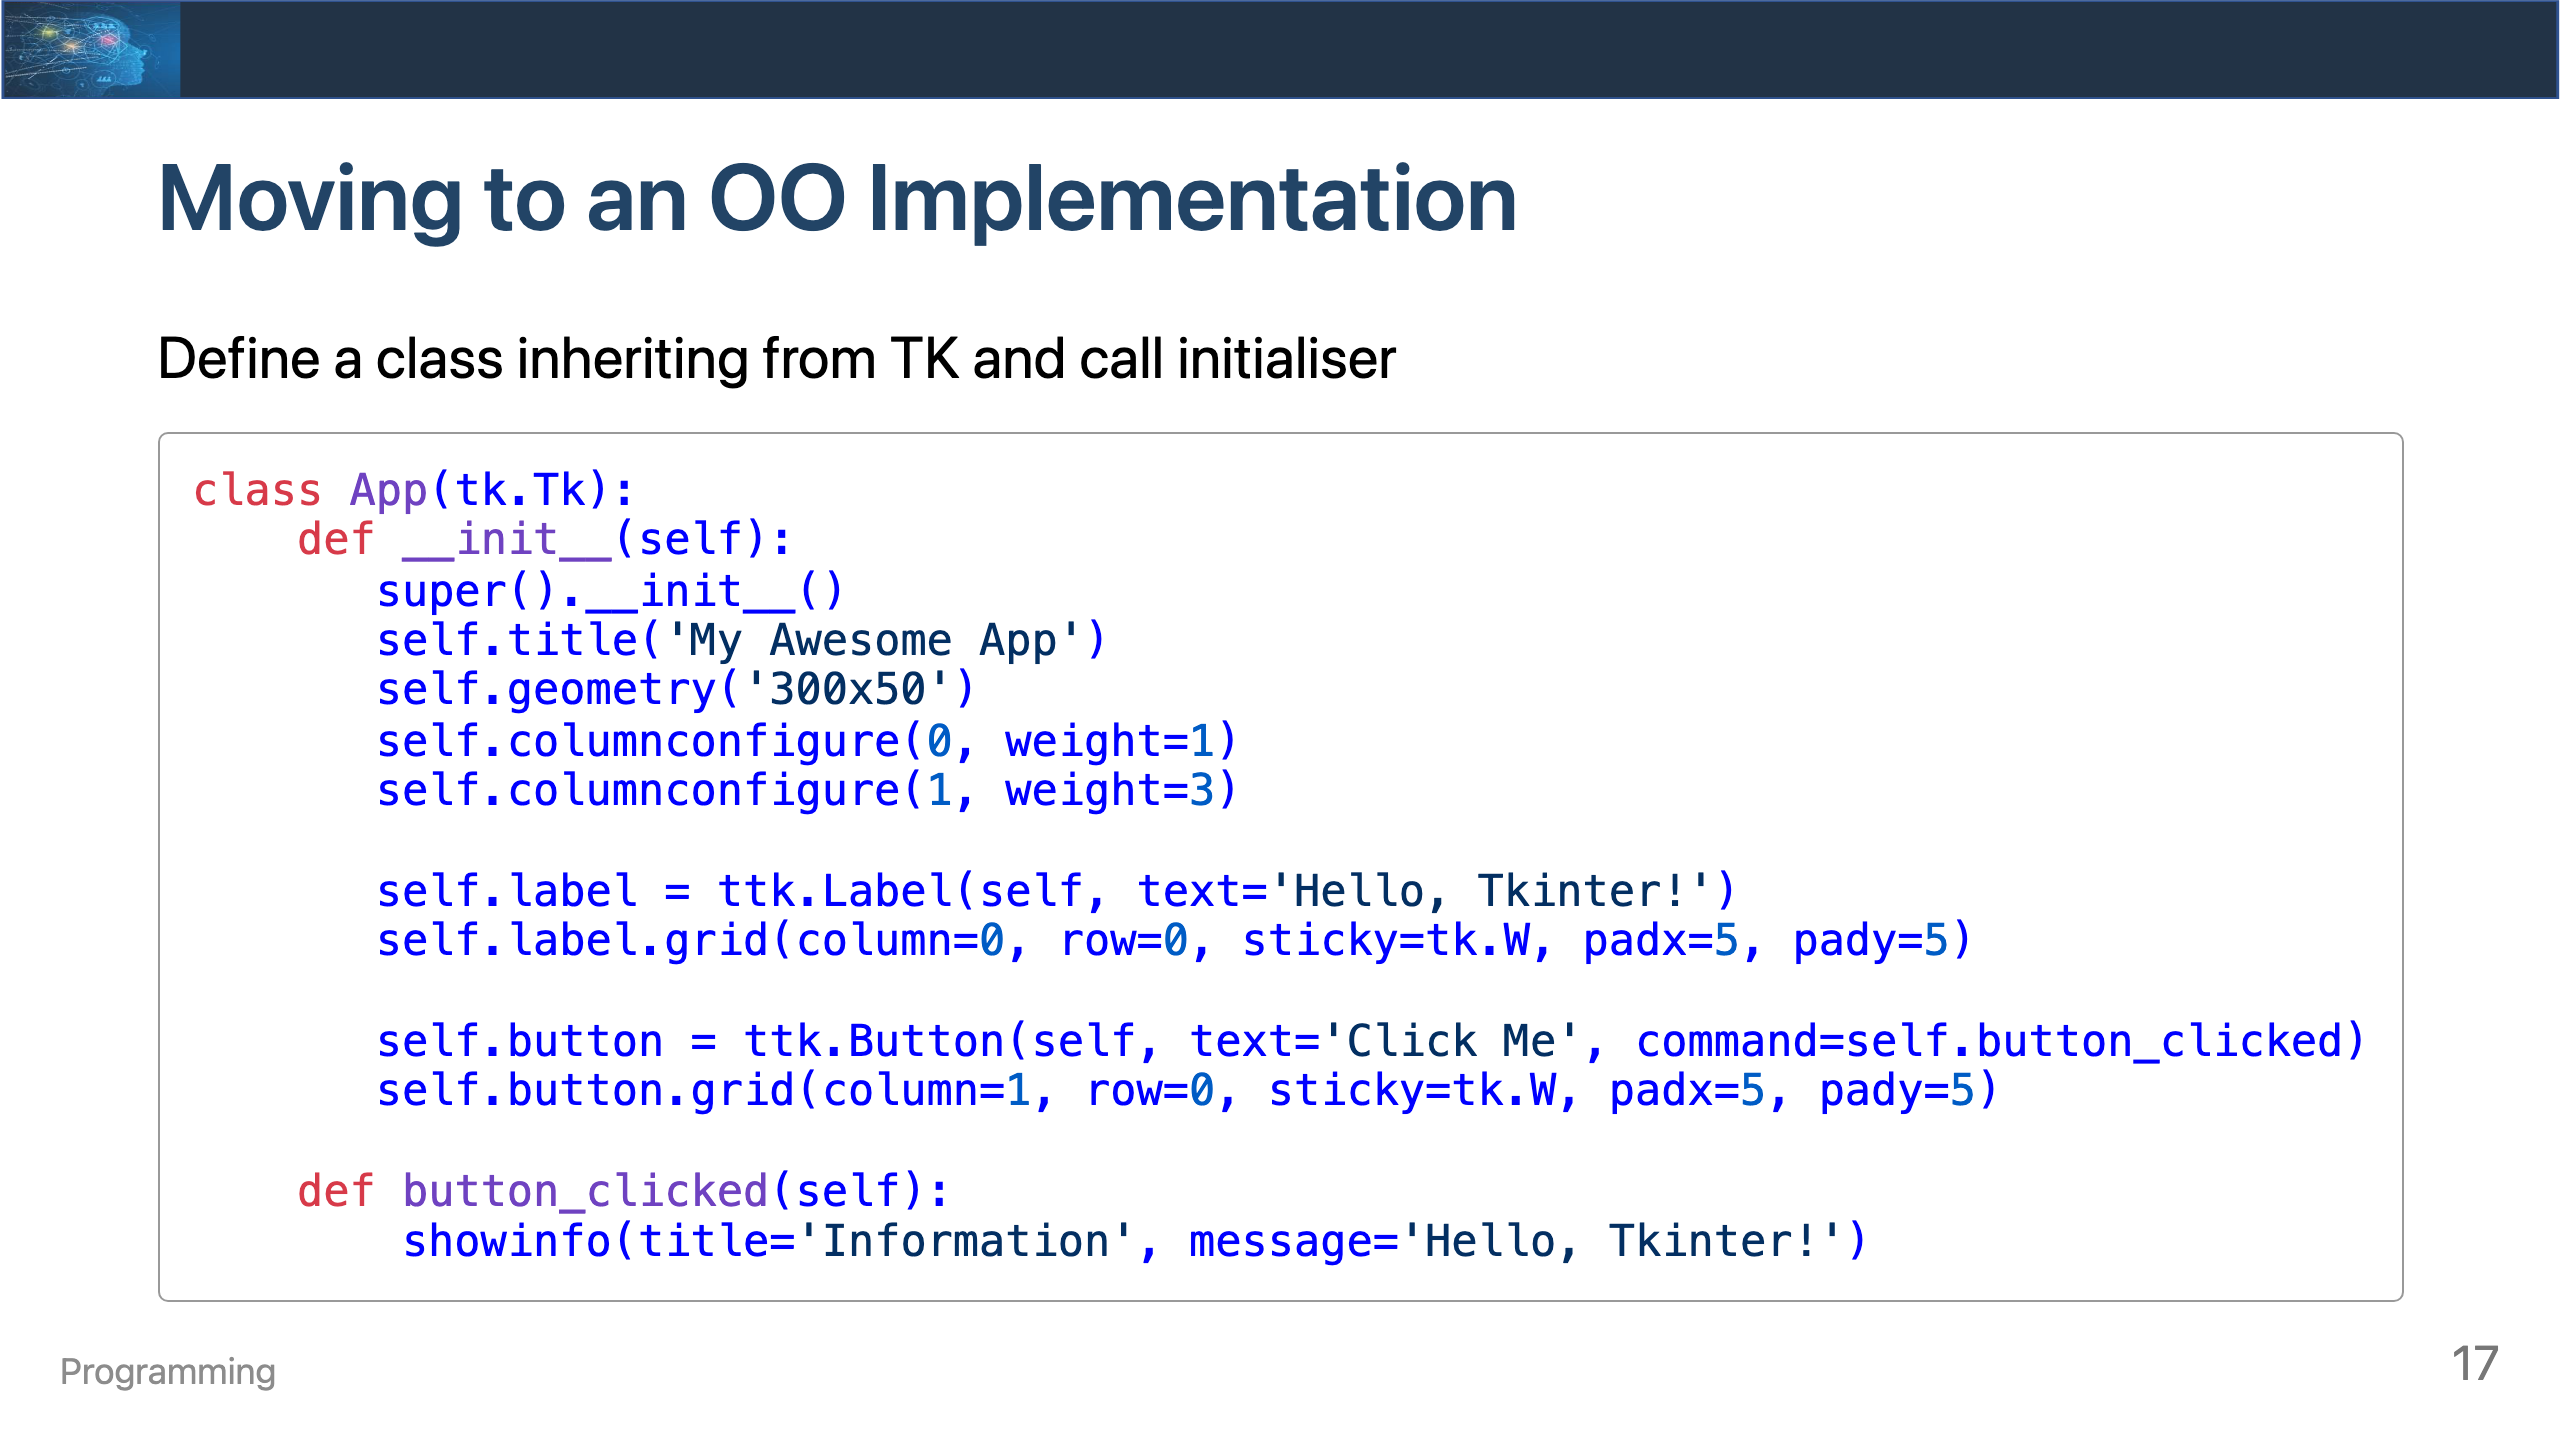 Moving to an OO Implementation
Define a class inheriting from TK and call initialiser
class App(tk.Tk):
    def __init__(self):
       super().__init__()
       self.title('My Awesome App')
       self.geometry('300x50')
       self.columnconfigure(0, weight=1)
       self.columnconfigure(1, weight=3)

       self.label = ttk.Label(self, text='Hello, Tkinter!')
       self.label.grid(column=0, row=0, sticky=tk.W, padx=5, pady=5)

       self.button = ttk.Button(self, text='Click Me', command=self.button_clicked)
       self.button.grid(column=1, row=0, sticky=tk.W, padx=5, pady=5)

    def button_clicked(self):
        showinfo(title='Information', message='Hello, Tkinter!')
Programming
17